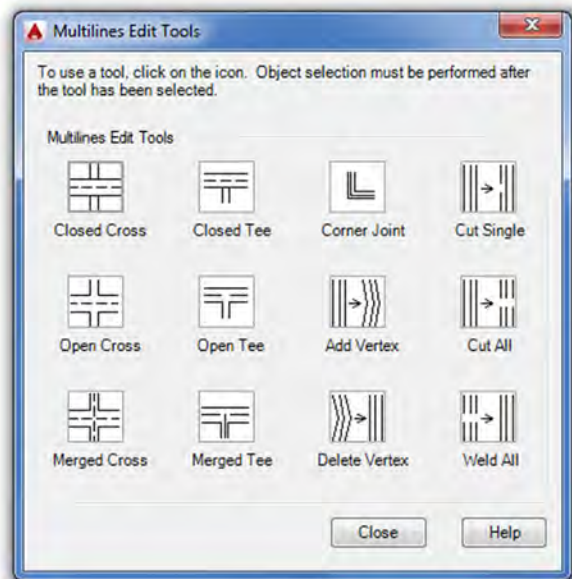 Multilines Edit Tools
To use a tool, click on the icon. Object selection must be performed after
the tool has been selected.
Multilines Edit Tools
Closed Cross Closed Tee Corner Joint Cut Single
Open Cross Open Tee Add Vertex Cut All
Merged Cross Merged Tee Delete Vertex Weld All
Close Help